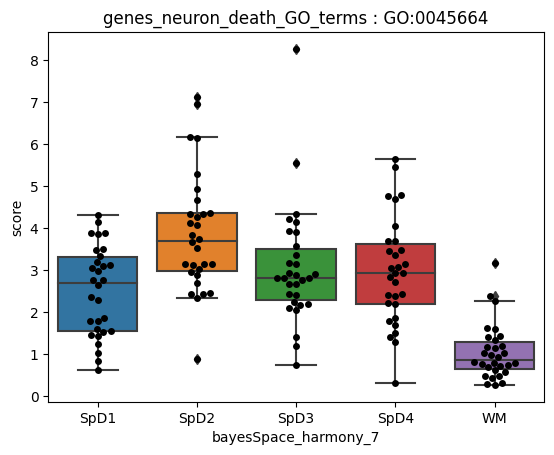 genes_neuron_death_GO_terms : GO:0045664
score
8
7
6
5
4
3
2
1
0
SpD1 SpD2 SpD3 SpD4 WM
bayesSpace_harmony_7